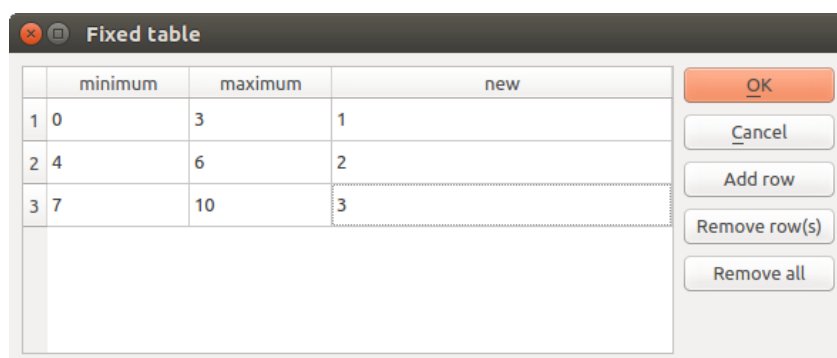 Fixed table
minimum maximum new
OK
1 0 3 1
Cancel
2 4 6 2
Add row
3 7 10 3
Remove row(s)
Remove all